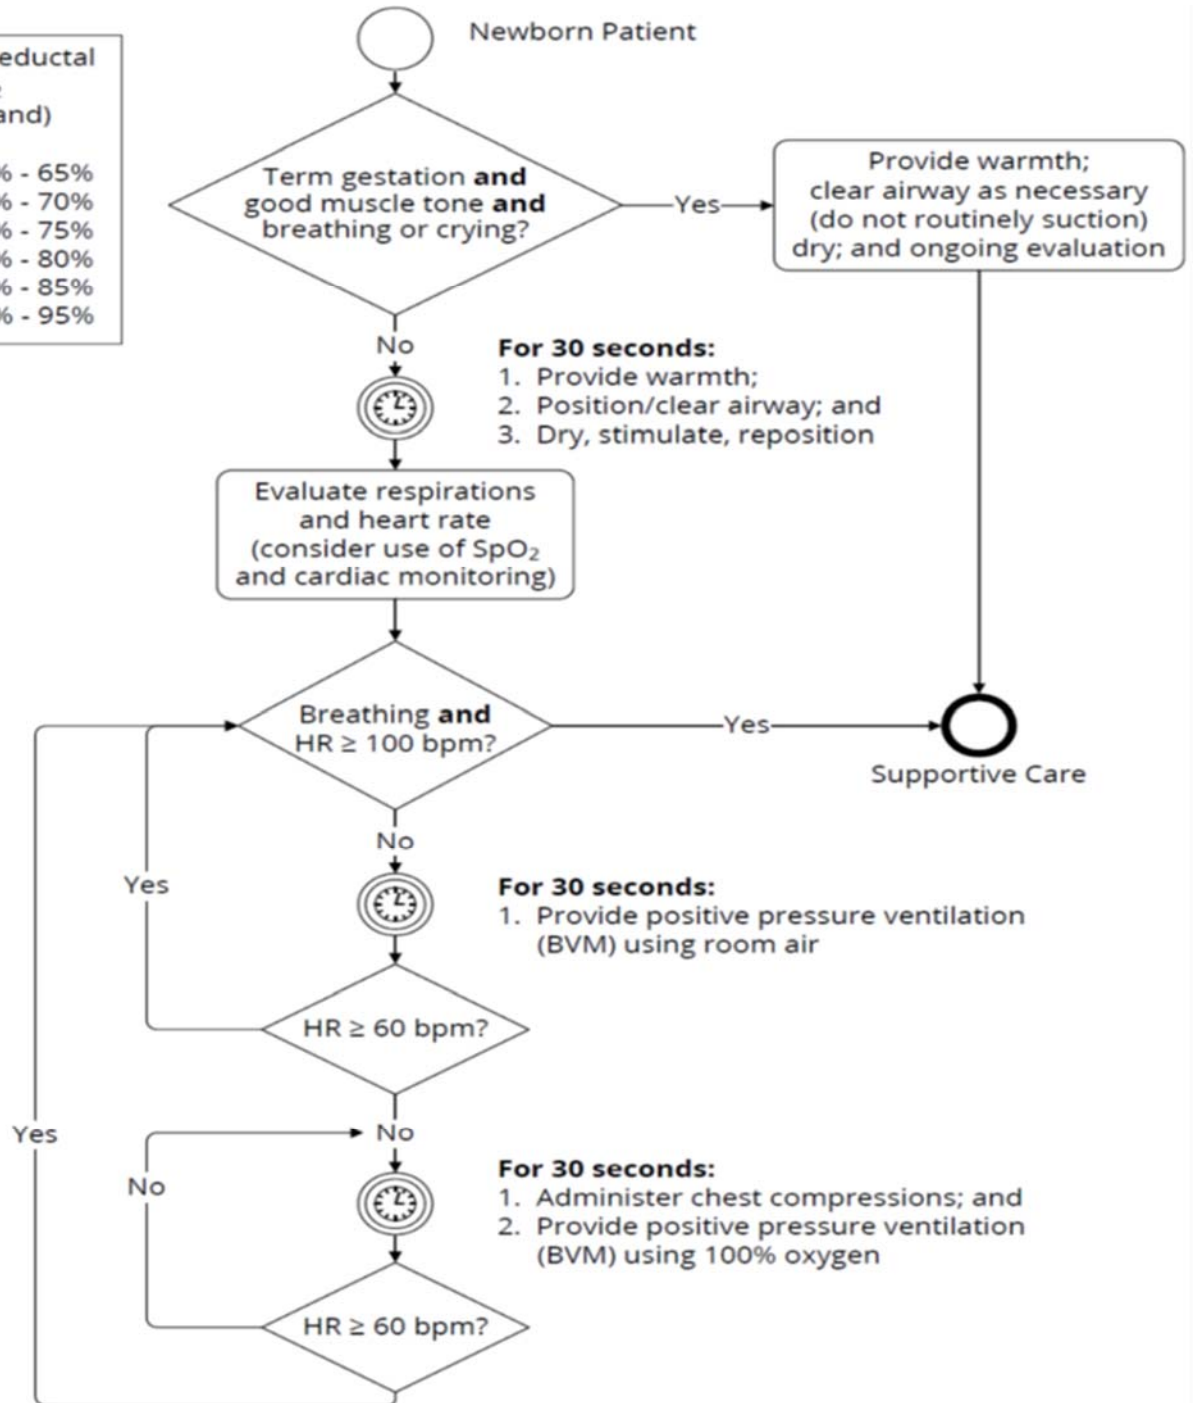 Newborn Patient
eductal
and)
% - 65%
% - 70%
% - 75%
% - 80%
% - 85%
% - 95%
Term gestation and
good muscle tone and
breathing or crying?
Yes
Provide warmth;
clear airway as necessary
(do not routinely suction)
dry; and ongoing evaluation
No
For 30 seconds:
1. Provide warmth;
2. Position/clear airway; and
3. Dry, stimulate, reposition
Evaluate respirations
and heart rate
(consider use of SpO₂
and cardiac monitoring)
Breathing and
HR ≥ 100 bpm?
Yes
Supportive Care
No
Yes
For 30 seconds:
1. Provide positive pressure ventilation
(BVM) using room air
HR ≥ 60 bpm?
Yes
No
No
For 30 seconds:
1. Administer chest compressions; and
2. Provide positive pressure ventilation
(BVM) using 100% oxygen
HR ≥ 60 bpm?